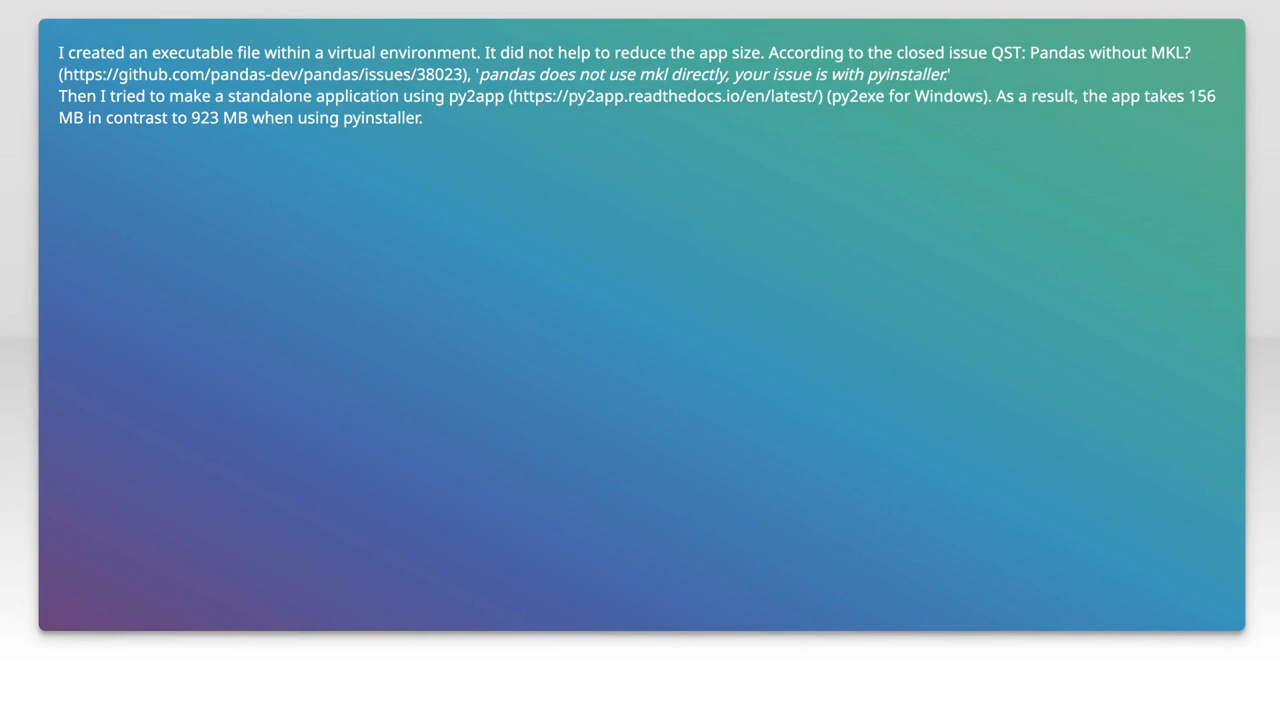 I created an executable file within a virtual environment. It did not help to reduce the app size. According to the closed issue QST: Pandas without MKL?
(https://github.com/pandas-dev/pandas/issues/38023), 'pandas does not use mkl directly, your issue is with pyinstaller.'
Then I tried to make a standalone application using py2app (https://py2app.readthedocs.io/en/latest/) (py2exe for Windows). As a result, the app takes 156
MB in contrast to 923 MB when using pyinstaller.